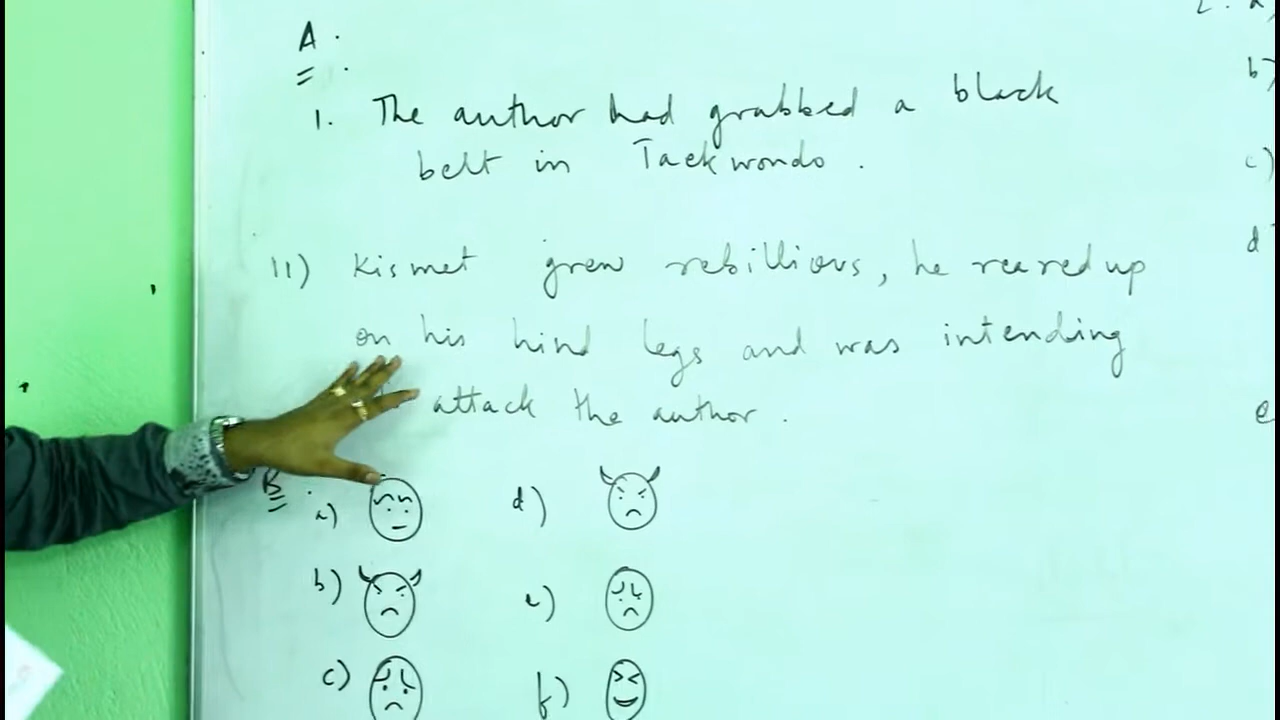 A.
1. The author had grabbed a black
belt in Taekwondo.
11) Kismet grew rebillious, he reared up
on his hind legs and was intending
attack the author.
B.
a) d)
b) e)
c) f)
2. a)
b)
c)
d
e